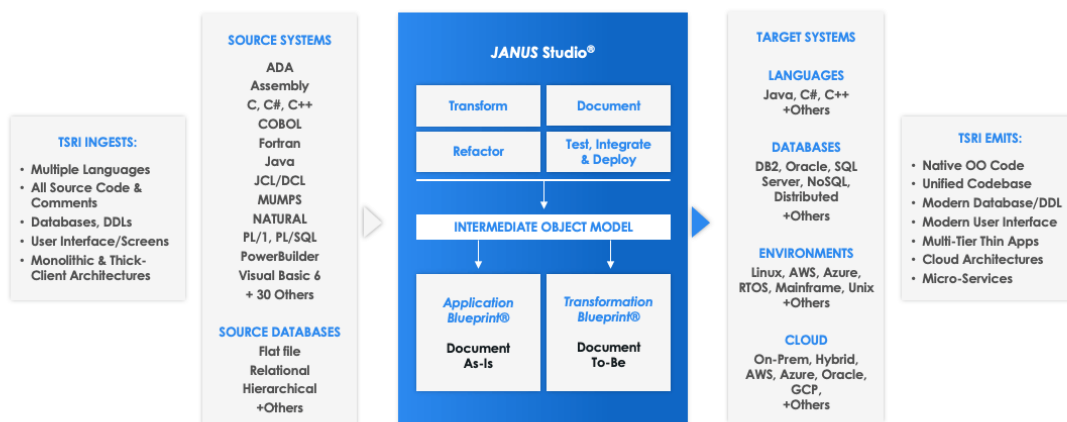 TSRI INGESTS:
• Multiple Languages
• All Source Code &
Comments
• Databases, DDLs
• User Interface/Screens
• Monolithic & Thick-
Client Architectures
SOURCE SYSTEMS
ADA
Assembly
C, C#, C++
COBOL
Fortran
Java
JCL/DCL
MUMPS
NATURAL
PL/1, PL/SQL
PowerBuilder
Visual Basic 6
+ 30 Others
SOURCE DATABASES
Flat file
Relational
Hierarchical
+Others
JANUS Studio®
Transform
Document
Refactor
Test, Integrate
& Deploy
INTERMEDIATE OBJECT MODEL
Application
Blueprint®
Document
As-Is
Transformation
Blueprint®
Document
To-Be
TARGET SYSTEMS
LANGUAGES
Java, C#, C++
+Others
DATABASES
DB2, Oracle, SQL
Server, NoSQL,
Distributed
+Others
ENVIRONMENTS
Linux, AWS, Azure,
RTOS, Mainframe, Unix
+Others
CLOUD
On-Prem, Hybrid,
AWS, Azure, Oracle,
GCP,
+Others
TSRI EMITS:
• Native OO Code
• Unified Codebase
• Modern Database/DDL
• Modern User Interface
• Multi-Tier Thin Apps
• Cloud Architectures
• Micro-Services